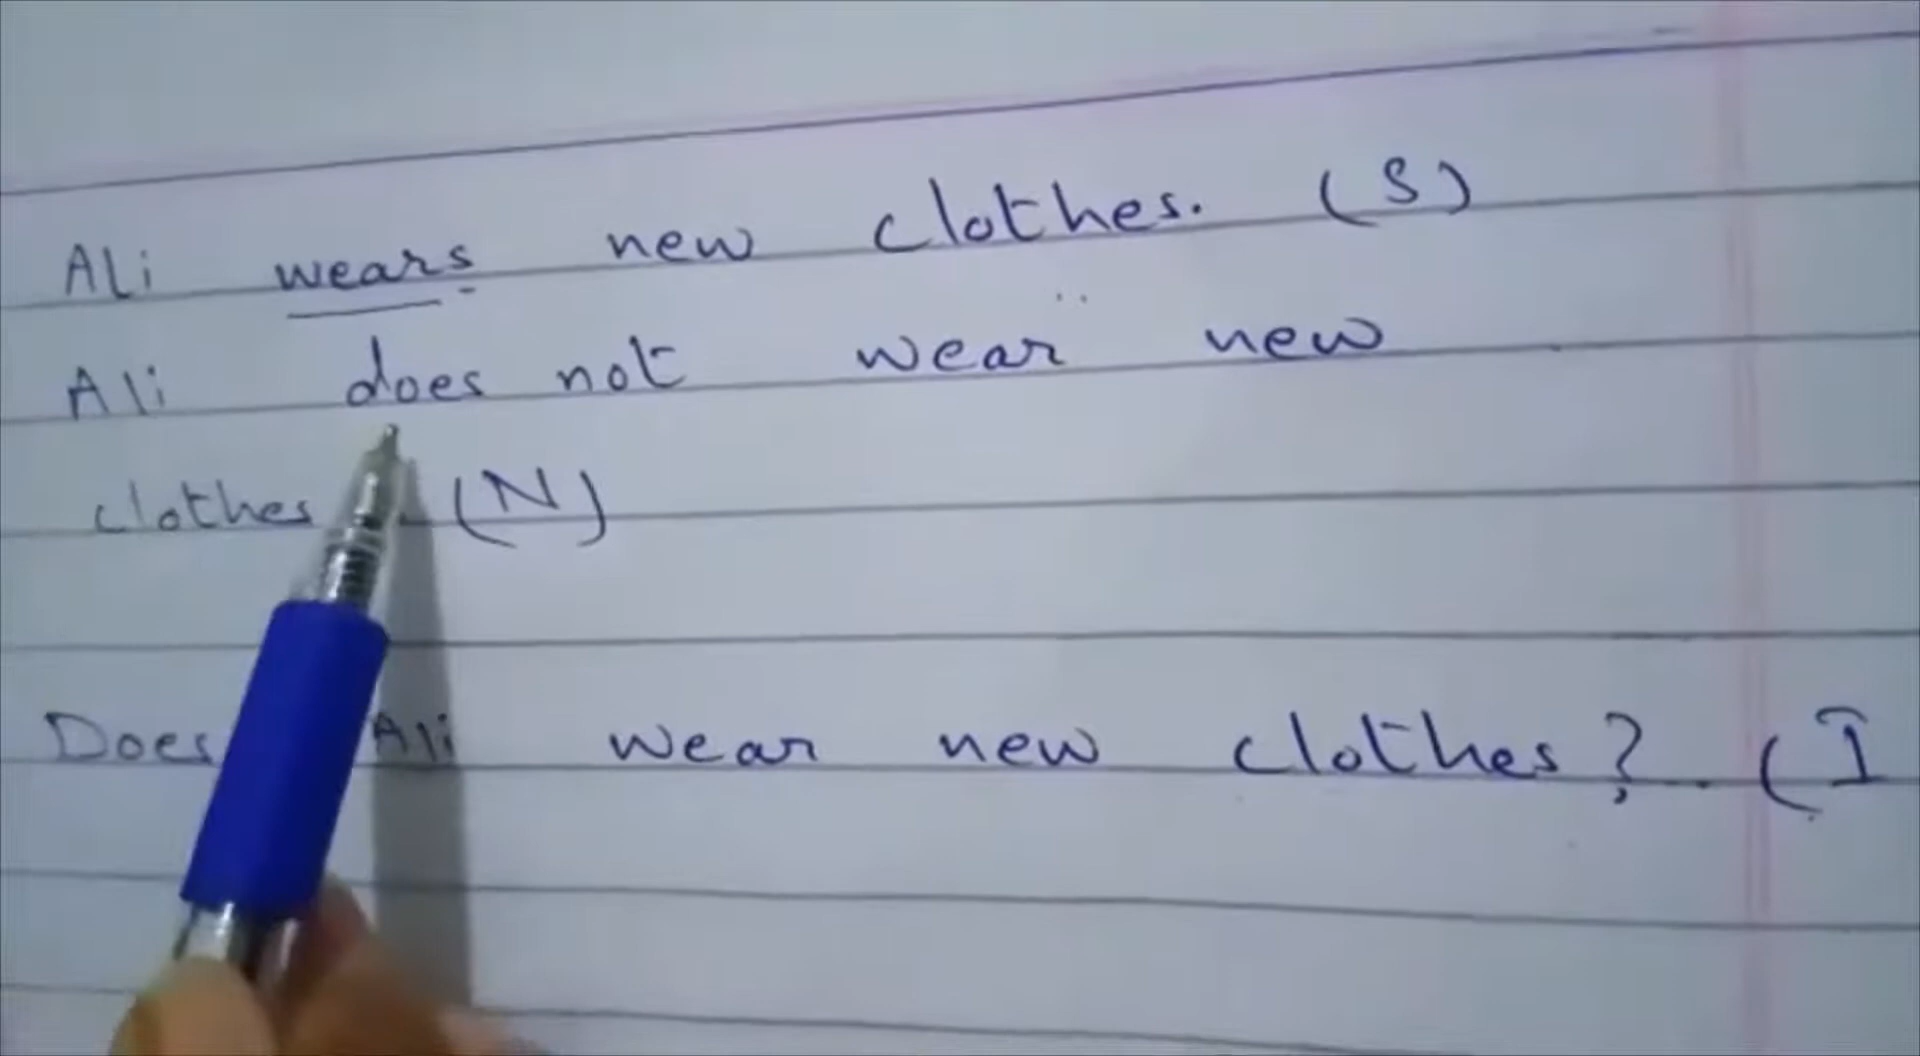 Ali wears new clothes. (S)
Ali does not wear new
clothes. (N)
Does Ali wear new clothes? (I